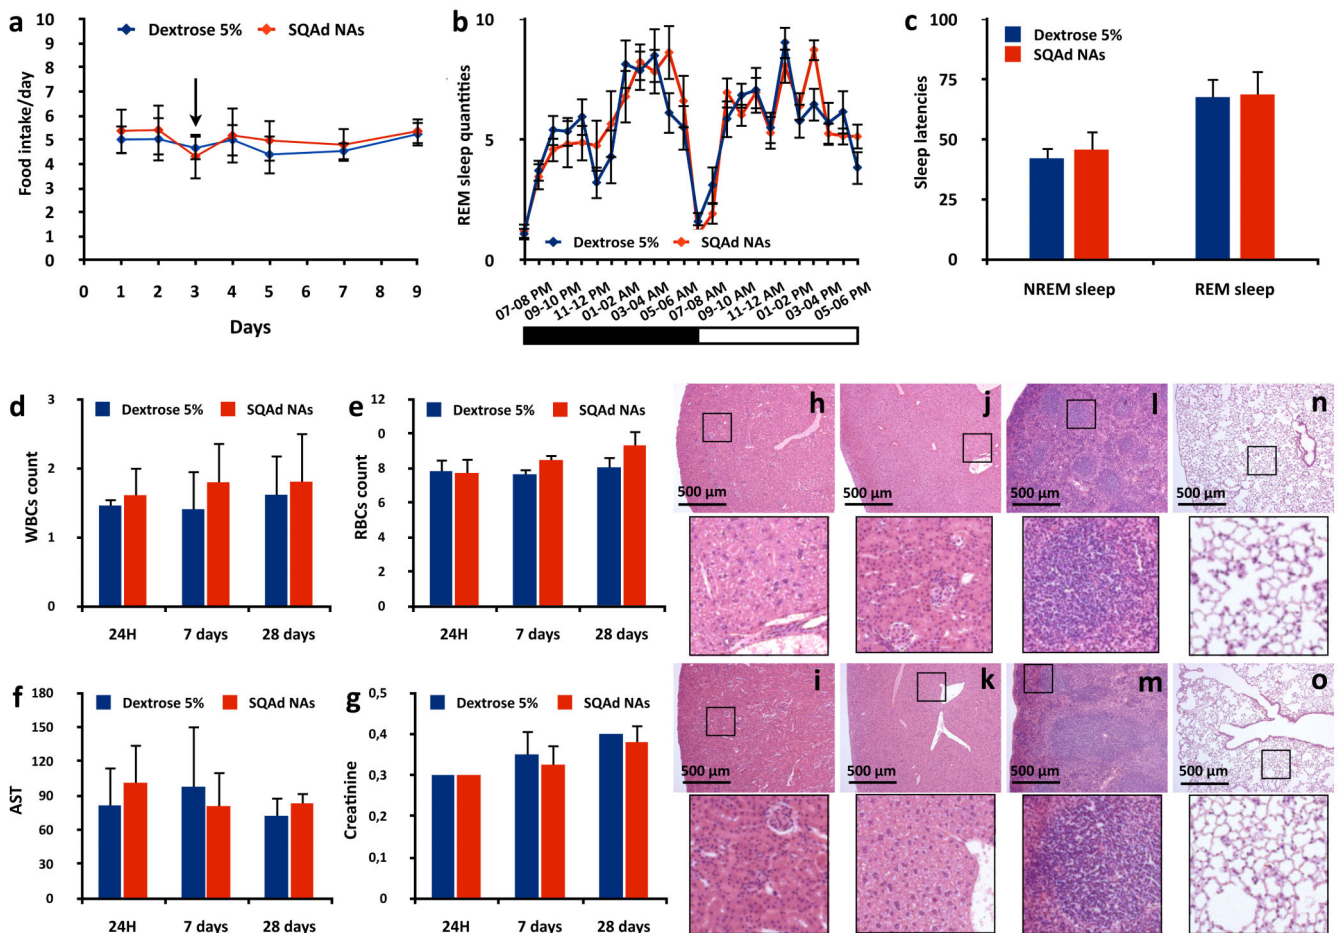 a
Dextrose 5%
SQAd NAs
Food intake/day
10
9
8
7
6
5
4
3
2
1
0
0 1 2 3 4 5 6 7 8 9
Days
b
REM sleep quantities
10
5
0
Dextrose 5%
SQAd NAs
07-08 PM
09-10 PM
11-12 PM
01-02 AM
03-04 AM
05-06 AM
07-08 AM
09-10 AM
11-12 AM
01-02 PM
03-04 PM
05-06 PM
c
Dextrose 5%
SQAd NAs
Sleep latencies
100
75
50
25
0
NREM sleep
REM sleep
d
Dextrose 5%
SQAd NAs
WBCs count
3
2
1
0
24H
7 days
28 days
e
Dextrose 5%
SQAd NAs
RBCs count
12
0
8
6
4
2
0
24H
7 days
28 days
f
Dextrose 5%
SQAd NAs
AST
180
150
120
90
60
30
0
24H
7 days
28 days
g
Dextrose 5%
SQAd NAs
Creatinine
0,5
0,4
0,3
0,2
0,1
0
24H
7 days
28 days
h
500 µm
j
500 µm
l
500 µm
n
500 µm
i
500 µm
k
500 µm
m
500 µm
o
500 µm